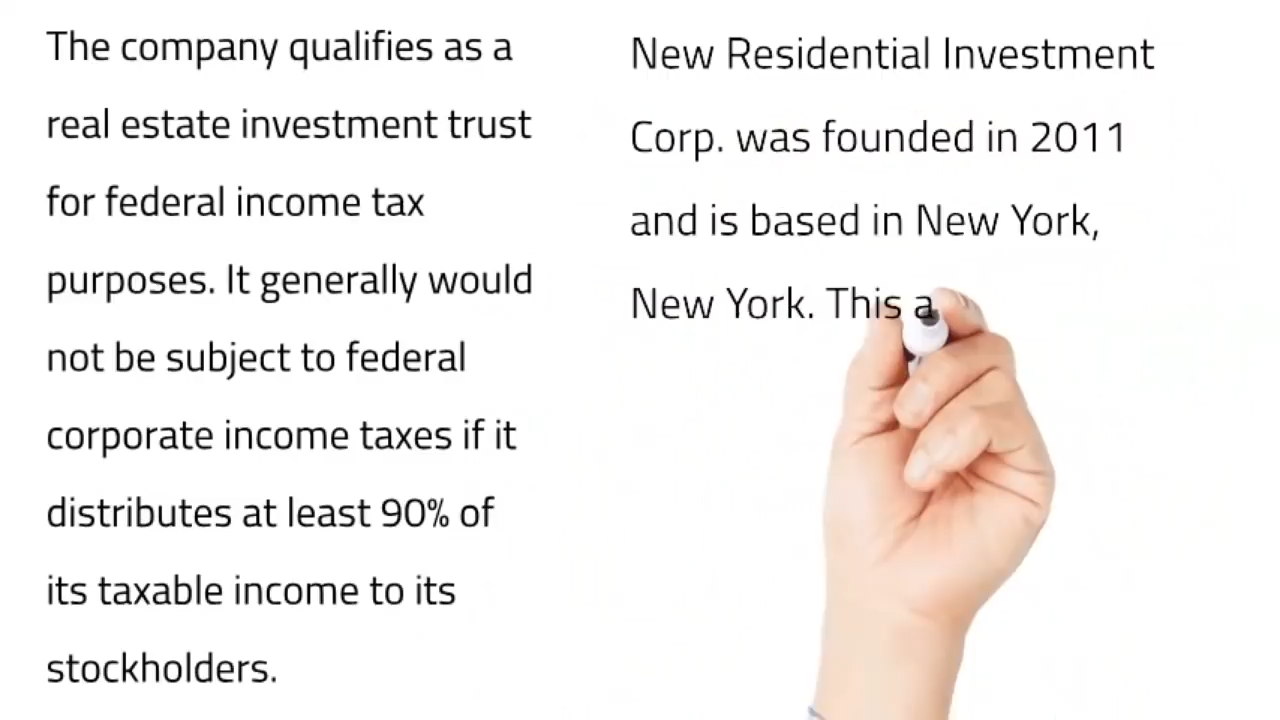 The company qualifies as a
real estate investment trust
for federal income tax
purposes. It generally would
not be subject to federal
corporate income taxes if it
distributes at least 90% of
its taxable income to its
stockholders.
New Residential Investment
Corp. was founded in 2011
and is based in New York,
New York. This a